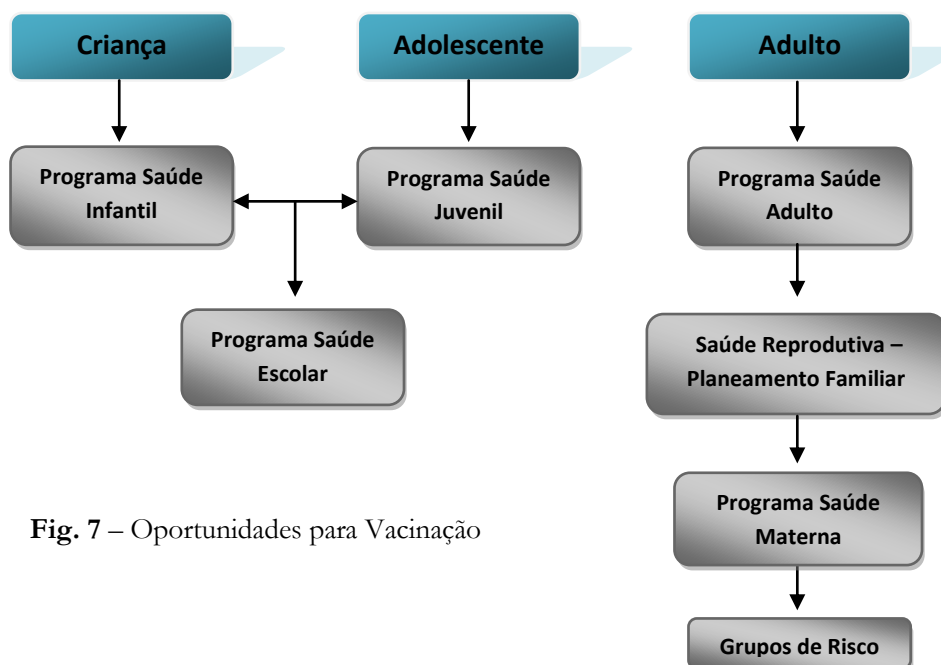 Criança
Adolescente
Adulto
Programa Saúde
Infantil
Programa Saúde
Juvenil
Programa Saúde
Adulto
Programa Saúde
Escolar
Saúde Reprodutiva –
Planeamento Familiar
Programa Saúde
Materna
Grupos de Risco
Fig. 7 – Oportunidades para Vacinação